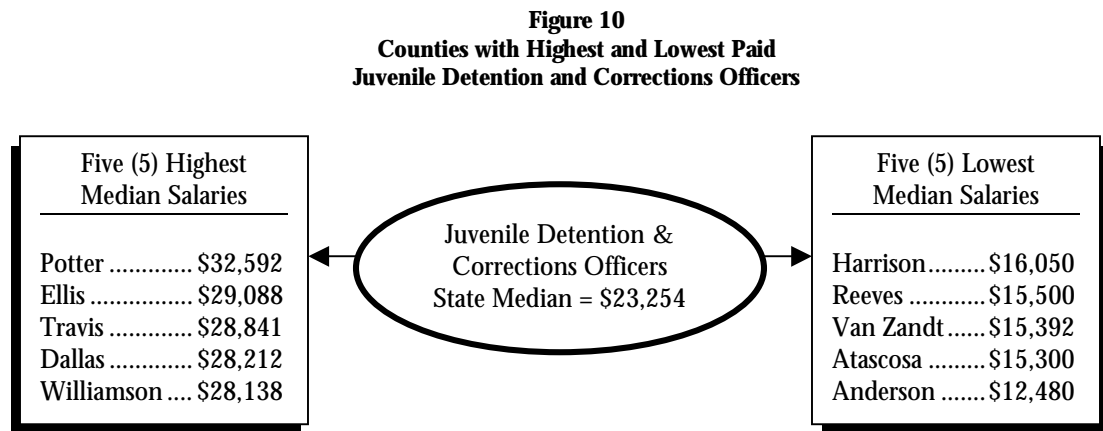 Figure 10
Counties with Highest and Lowest Paid
Juvenile Detention and Corrections Officers
Five (5) Highest
Median Salaries
Potter ............. $32,592
Ellis ................ $29,088
Travis ............. $28,841
Dallas ............. $28,212
Williamson .... $28,138
Juvenile Detention &
Corrections Officers
State Median = $23,254
Five (5) Lowest
Median Salaries
Harrison......... $16,050
Reeves ............$15,500
Van Zandt......$15,392
Atascosa .........$15,300
Anderson .......$12,480